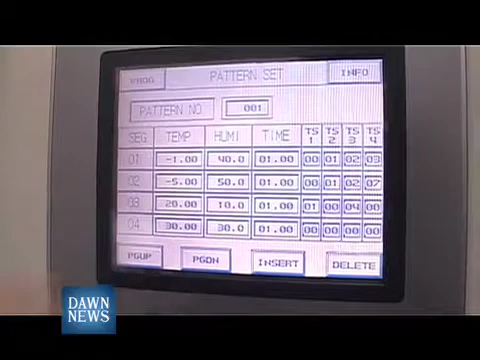 PROG PATTERN SET INFO
PATTERN NO 001
SEG TEMP HUMI TIME TS 1 TS 2 TS 3 TS 4
01 -1.00 40.0 01.00 00 01 02 03
02 -5.00 50.0 01.00 00 01 02 07
03 20.00 10.0 01.00 01 00 04 00
04 30.00 30.0 01.00 00 00 00 00
PGUP PGDN INSERT DELETE
DAWN
NEWS